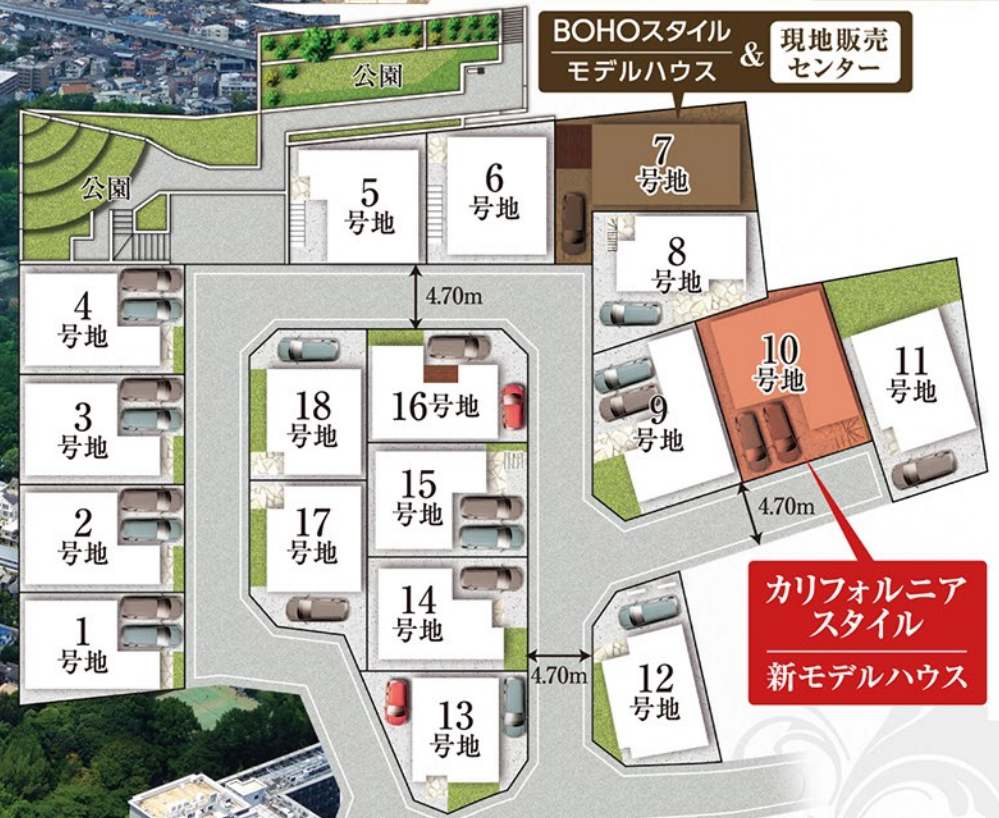 BOHOスタイル
モデルハウス
&
現地販売
センター
公園
公園
5
号地
6
号地
7
号地
8
号地
4
号地
4.70m
3
号地
18
号地
16号地
9
号地
10
号地
11
号地
2
号地
17
号地
15
号地
4.70m
1
号地
14
号地
4.70m
12
号地
13
号地
カリフォルニア
スタイル
新モデルハウス